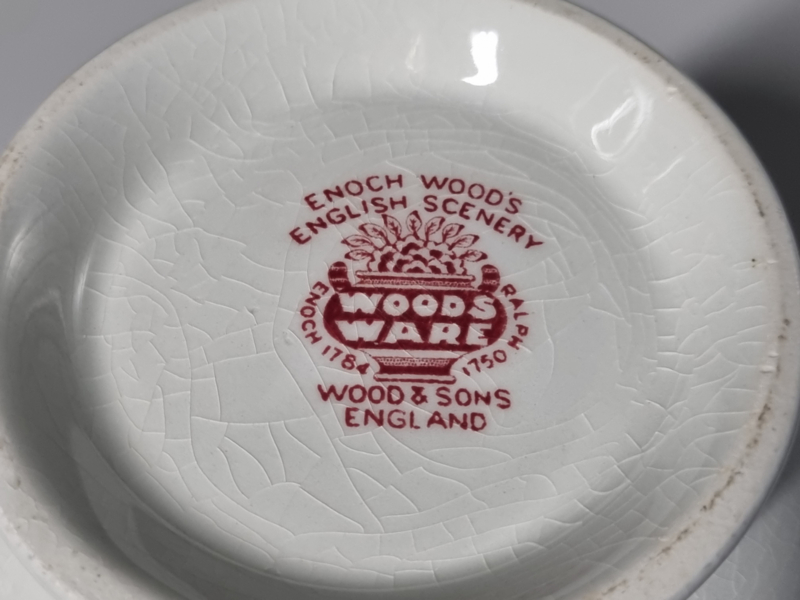 ENOCH WOOD'S
ENGLISH SCENERY
WOODS
WARE
ENOCH 1784
RALPH 1750
WOOD & SONS
ENGLAND